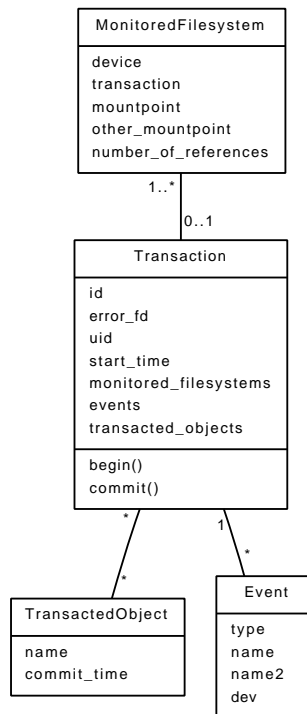 MonitoredFilesystem
device
transaction
mountpoint
other_mountpoint
number_of_references
1..*
0..1
Transaction
id
error_fd
uid
start_time
monitored_filesystems
events
transacted_objects
begin()
commit()
*
1
*
*
TransactedObject
name
commit_time
Event
type
name
name2
dev